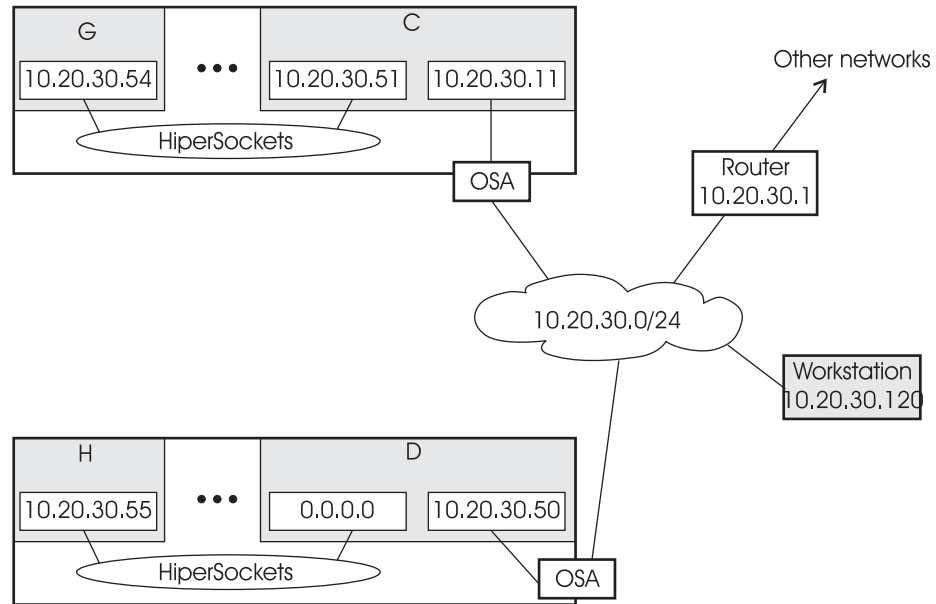 G
C
10.20.30.54
•••
10.20.30.51
10.20.30.11
HiperSockets
OSA
Other networks
Router
10.20.30.1
10.20.30.0/24
Workstation
10.20.30.120
H
D
10.20.30.55
•••
0.0.0.0
10.20.30.50
HiperSockets
OSA